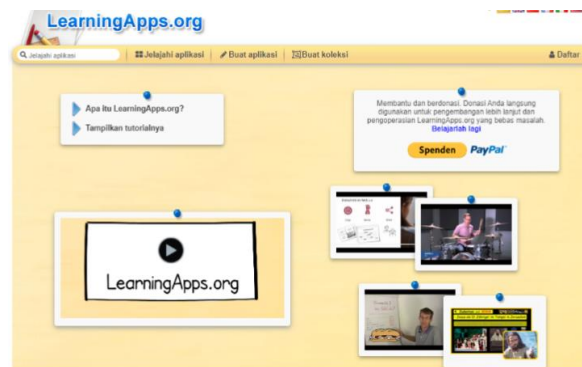 LearningApps.org
Jelajahi aplikasi
Jelajahi aplikasi
Buat aplikasi
Buat koleksi
Daftar
Apa itu LearningApps.org?
Tampilkan tutorialnya
Membantu dan berdonasi. Donasi Anda langsung
digunakan untuk pengembangan lebih lanjut dan
pengoperasian LearningApps.org yang bebas masalah.
Belajarlah lagi
Spenden PayPal
LearningApps.org